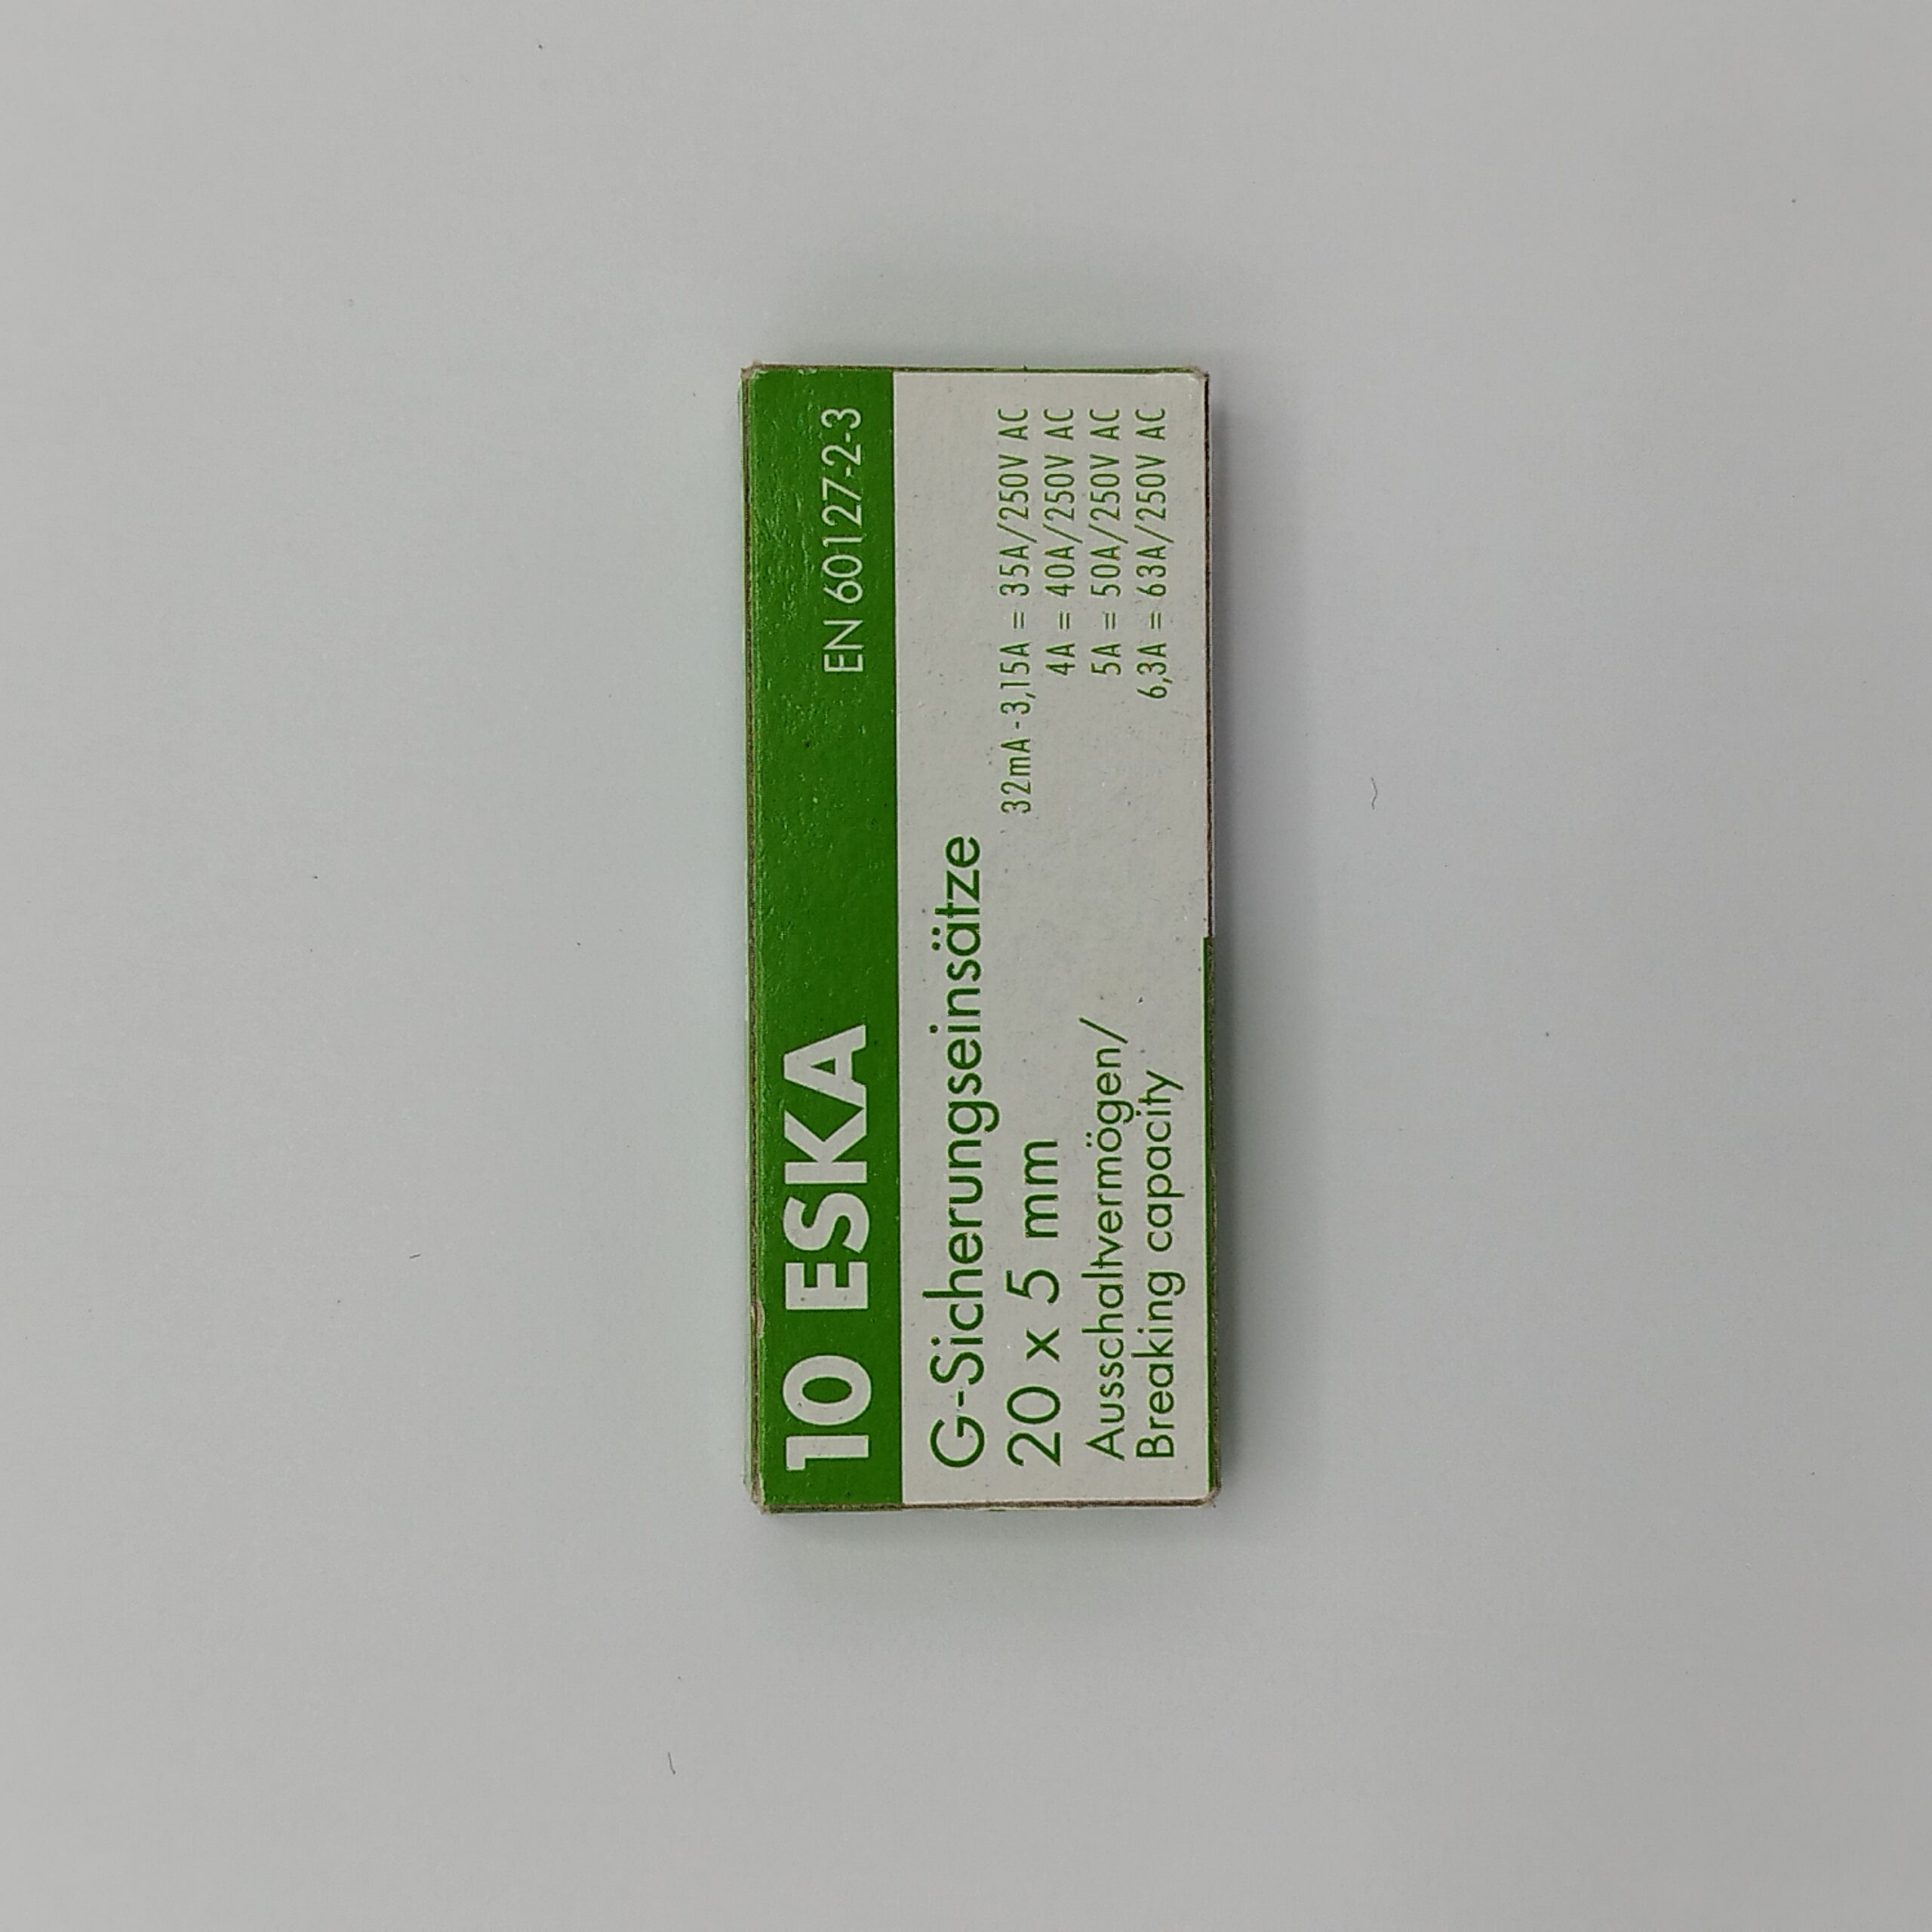 10 ESKA
EN 60127-2-3
G-Sicherungseinsätze
20 x 5 mm
Ausschaltvermögen/
Breaking capacity
32mA - 3,15A = 35A/250V AC
4A = 40A/250V AC
5A = 50A/250V AC
6,3A = 63A/250V AC